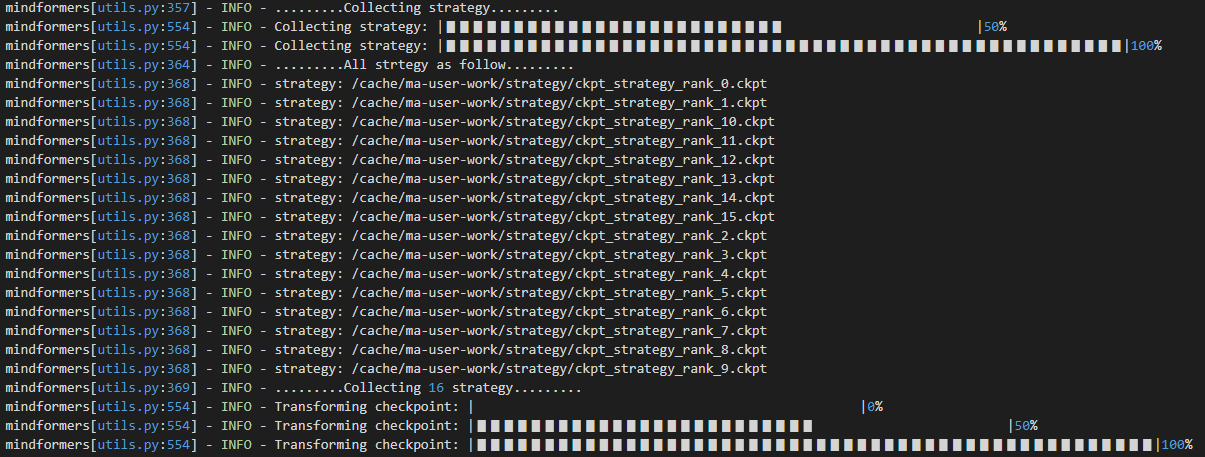 mindformers[utils.py:357] - INFO - .........Collecting strategy.........
mindformers[utils.py:554] - INFO - Collecting strategy: |█████████████████████████ |50%
mindformers[utils.py:554] - INFO - Collecting strategy: |██████████████████████████████████████████████████|100%
mindformers[utils.py:364] - INFO - .........All strtegy as follow.........
mindformers[utils.py:368] - INFO - strategy: /cache/ma-user-work/strategy/ckpt_strategy_rank_0.ckpt
mindformers[utils.py:368] - INFO - strategy: /cache/ma-user-work/strategy/ckpt_strategy_rank_1.ckpt
mindformers[utils.py:368] - INFO - strategy: /cache/ma-user-work/strategy/ckpt_strategy_rank_10.ckpt
mindformers[utils.py:368] - INFO - strategy: /cache/ma-user-work/strategy/ckpt_strategy_rank_11.ckpt
mindformers[utils.py:368] - INFO - strategy: /cache/ma-user-work/strategy/ckpt_strategy_rank_12.ckpt
mindformers[utils.py:368] - INFO - strategy: /cache/ma-user-work/strategy/ckpt_strategy_rank_13.ckpt
mindformers[utils.py:368] - INFO - strategy: /cache/ma-user-work/strategy/ckpt_strategy_rank_14.ckpt
mindformers[utils.py:368] - INFO - strategy: /cache/ma-user-work/strategy/ckpt_strategy_rank_15.ckpt
mindformers[utils.py:368] - INFO - strategy: /cache/ma-user-work/strategy/ckpt_strategy_rank_2.ckpt
mindformers[utils.py:368] - INFO - strategy: /cache/ma-user-work/strategy/ckpt_strategy_rank_3.ckpt
mindformers[utils.py:368] - INFO - strategy: /cache/ma-user-work/strategy/ckpt_strategy_rank_4.ckpt
mindformers[utils.py:368] - INFO - strategy: /cache/ma-user-work/strategy/ckpt_strategy_rank_5.ckpt
mindformers[utils.py:368] - INFO - strategy: /cache/ma-user-work/strategy/ckpt_strategy_rank_6.ckpt
mindformers[utils.py:368] - INFO - strategy: /cache/ma-user-work/strategy/ckpt_strategy_rank_7.ckpt
mindformers[utils.py:368] - INFO - strategy: /cache/ma-user-work/strategy/ckpt_strategy_rank_8.ckpt
mindformers[utils.py:368] - INFO - strategy: /cache/ma-user-work/strategy/ckpt_strategy_rank_9.ckpt
mindformers[utils.py:369] - INFO - .........Collecting 16 strategy.........
mindformers[utils.py:554] - INFO - Transforming checkpoint: | |0%
mindformers[utils.py:554] - INFO - Transforming checkpoint: |█████████████████████████ |50%
mindformers[utils.py:554] - INFO - Transforming checkpoint: |██████████████████████████████████████████████████|100%